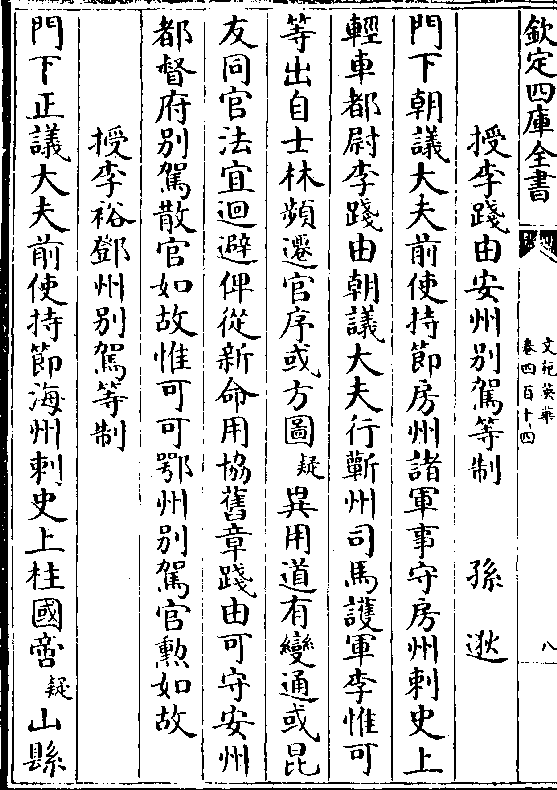 欽定四庫全書
文苑英華
卷四百十四
八
授李踐由安州别駕等制 孫逖
門下朝議大夫前使持節房州諸軍事守房州刺史上
輕車都尉李踐由朝議大夫行蘄州司馬護軍李惟可
等出自士林頻遷官序或方圖疑異用道有變通或昆
友同官法宜迴避俾從新命用協舊章踐由可守安州
都督府别駕散官如故惟可可鄂州别駕官勲如故
授李裕鄧州别駕等制
門下正議大夫前使持節海州刺史上柱國啻疑山縣